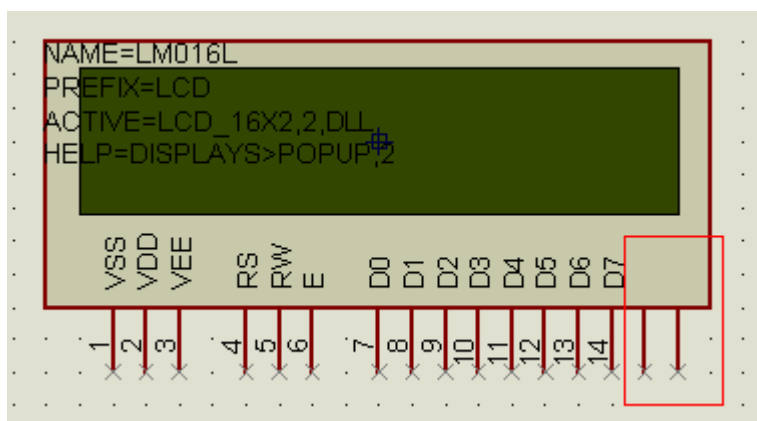 NAME=LM016L
PREFIX=LCD
ACTIVE=LCD_16X2,2,DLL
HELP=DISPLAYS>POPUP,2
VSS VDD VEE RS RW E D0 D1 D2 D3 D4 D5 D6 D7
1 2 3 4 5 6 7 8 9 10 11 12 13 14